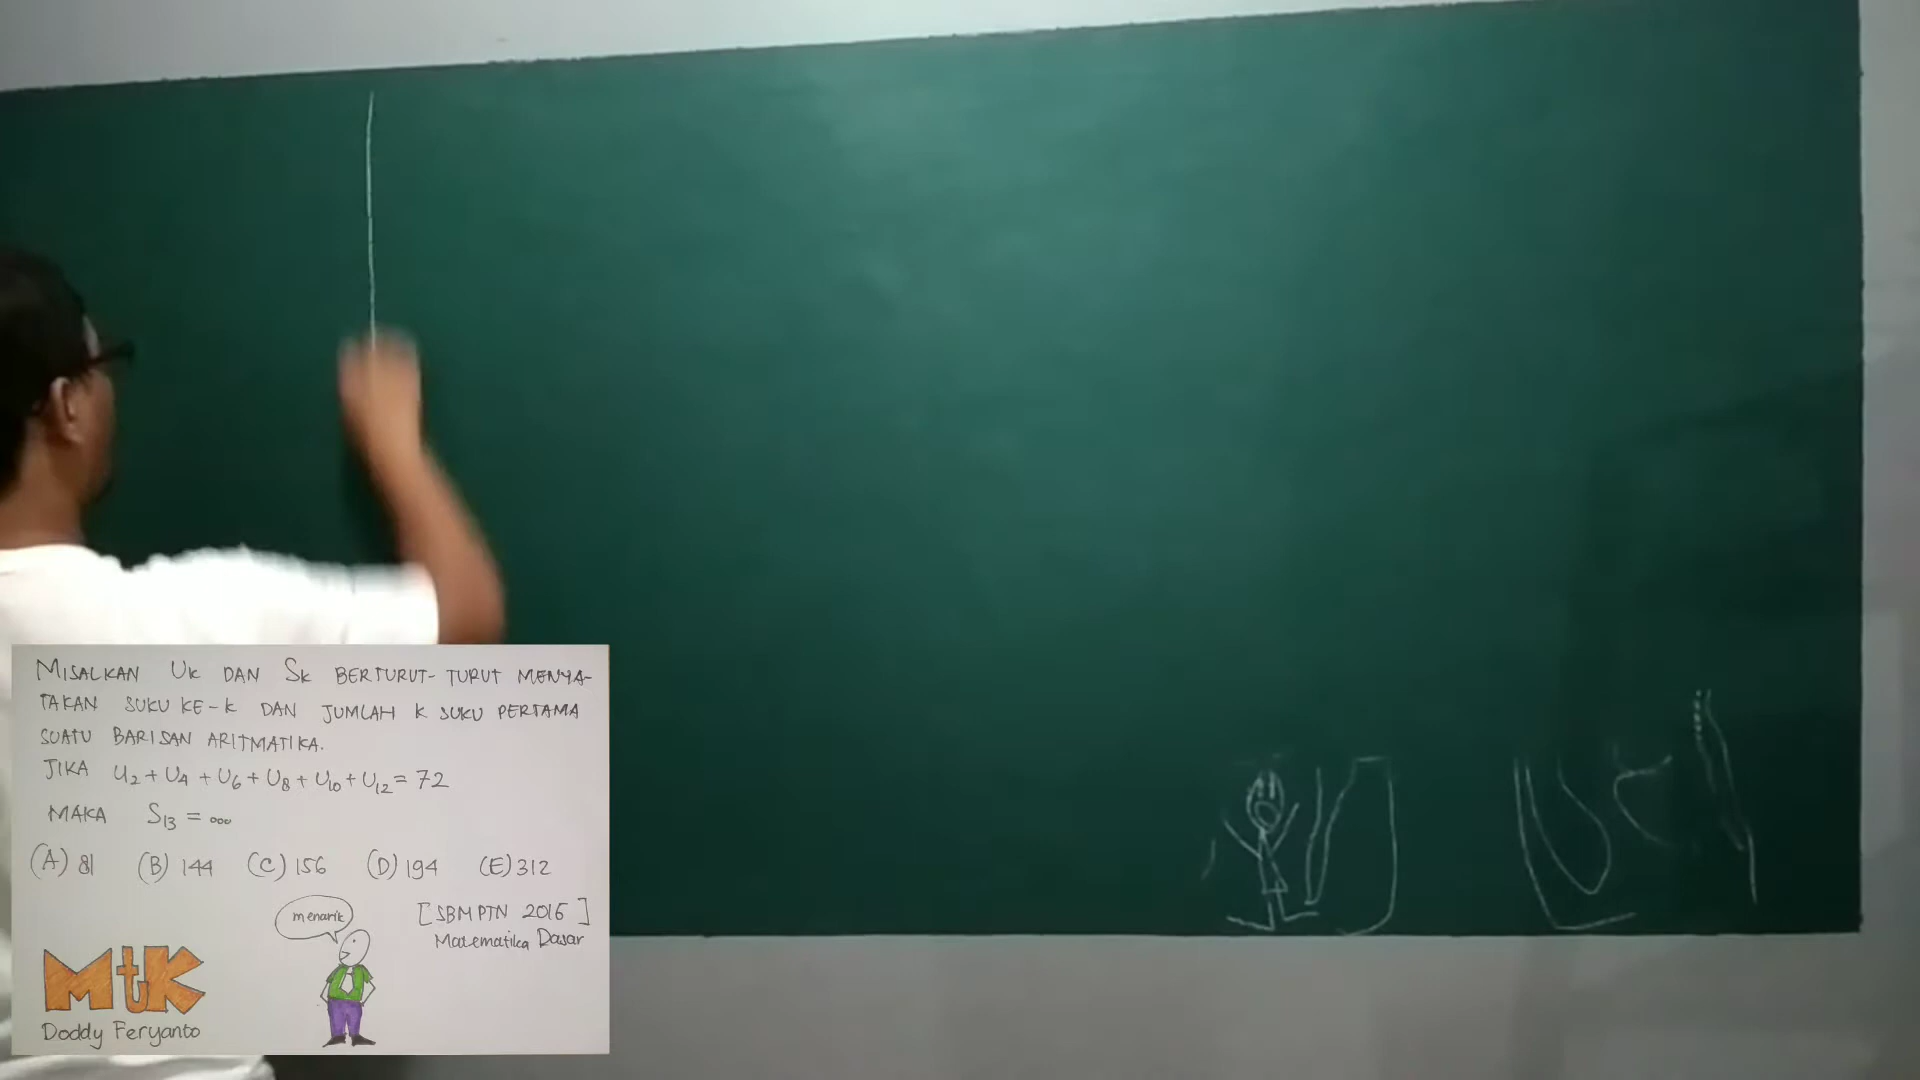 MISALKAN Uk DAN Sk BERTURUT-TURUT MENYA-
TAKAN SUKU KE-K DAN JUMLAH K SUKU PERTAMA
SUATU BARISAN ARITMATIKA.
JIKA U₂ + U₄ + U₆ + U₈ + U₁₀ + U₁₂ = 72
MAKA S₁₃ = ...
(A) 81 (B) 144 (C) 156 (D) 194 (E) 312
menarik
[SBMPTN 2016]
Matematika Dasar
MtK
Doddy Feryanto